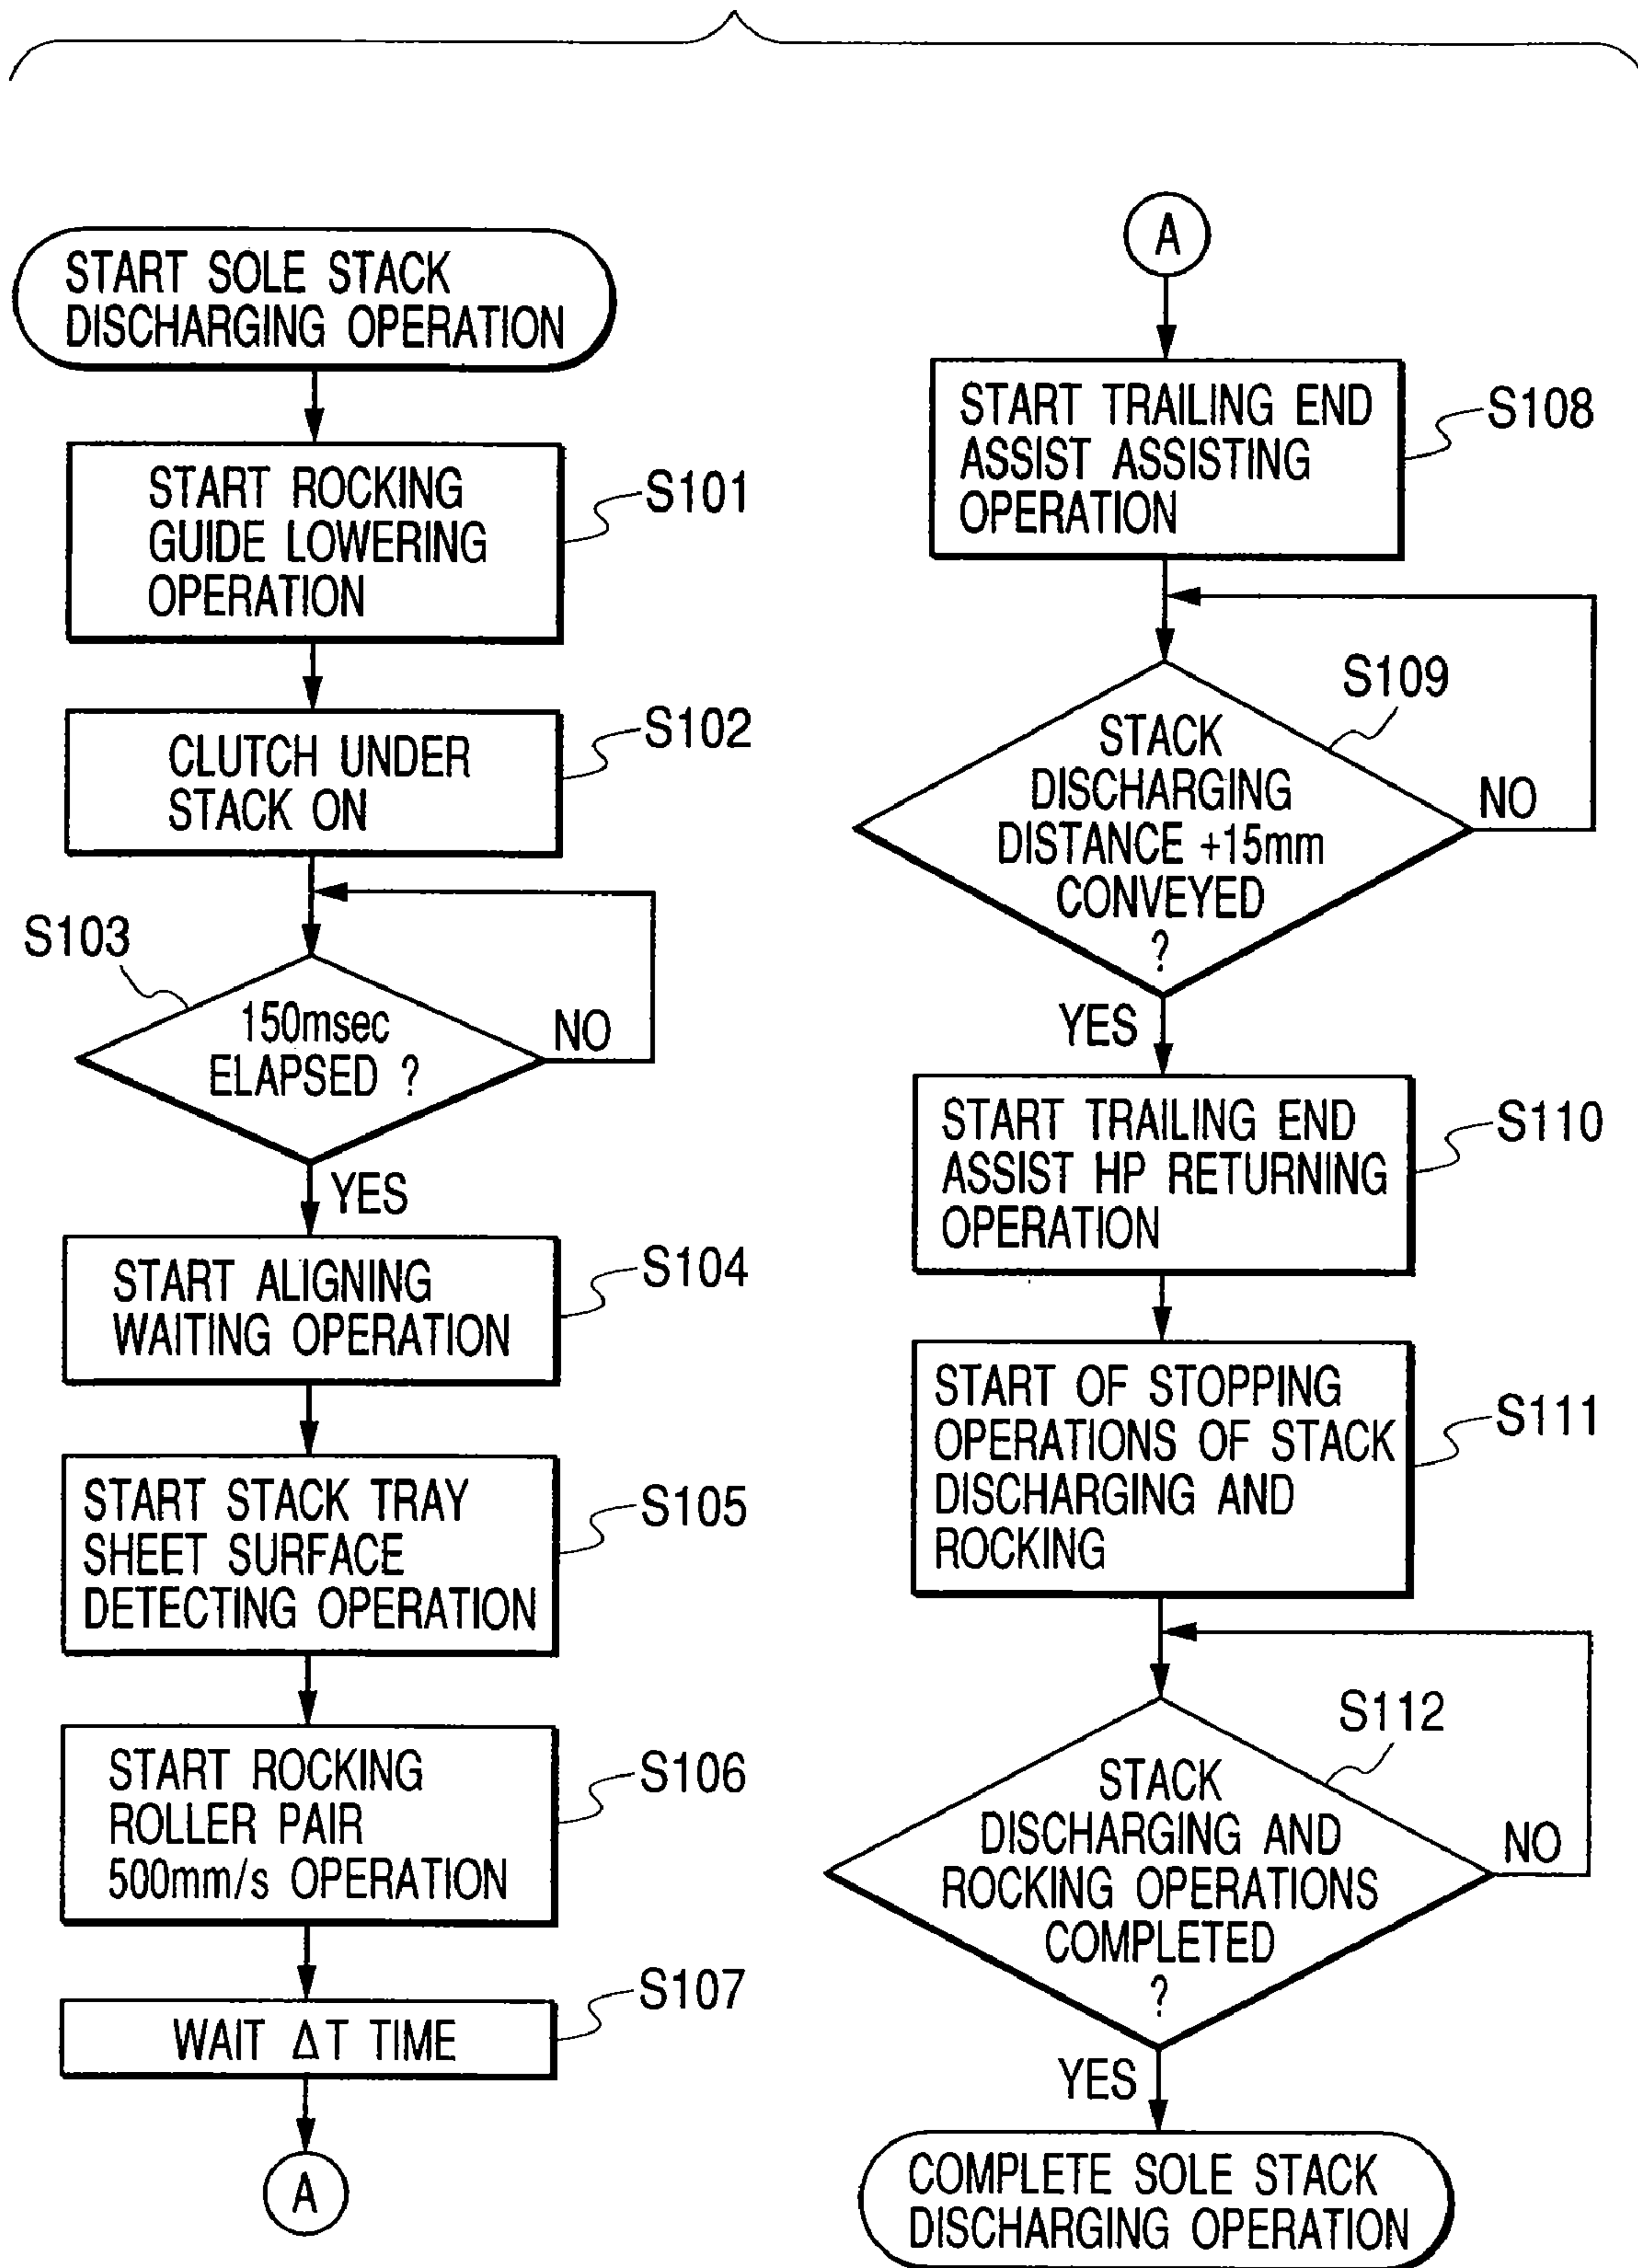 START SOLE STACK
DISCHARGING OPERATION
START ROCKING
GUIDE LOWERING
OPERATION
S101
CLUTCH UNDER
STACK ON
S102
S103
150msec
ELAPSED ?
NO
YES
START ALIGNING
WAITING OPERATION
S104
START STACK TRAY
SHEET SURFACE
DETECTING OPERATION
S105
START ROCKING
ROLLER PAIR
500mm/s OPERATION
S106
WAIT ΔT TIME
S107
A
A
START TRAILING END
ASSIST ASSISTING
OPERATION
S108
S109
STACK
DISCHARGING
DISTANCE +15mm
CONVEYED
?
NO
YES
START TRAILING END
ASSIST HP RETURNING
OPERATION
S110
START OF STOPPING
OPERATIONS OF STACK
DISCHARGING AND
ROCKING
S111
S112
STACK
DISCHARGING AND
ROCKING OPERATIONS
COMPLETED
?
NO
YES
COMPLETE SOLE STACK
DISCHARGING OPERATION